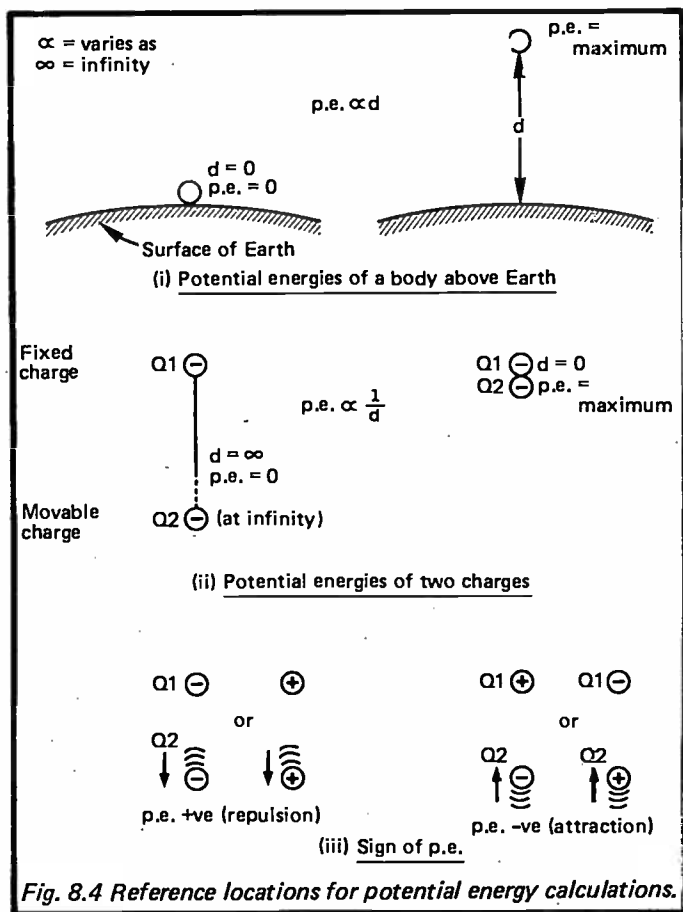 ∝ = varies as
∞ = infinity
p.e. =
maximum
p.e. ∝ d
d
d = 0
p.e. = 0
Surface of Earth
(i) Potential energies of a body above Earth
Fixed
charge
Q1 −
p.e. ∝ 1/d
Q1 − d = 0
Q2 − p.e. =
maximum
d = ∞
p.e. = 0
Movable
charge
Q2 − (at infinity)
(ii) Potential energies of two charges
Q1 − +
Q1 + Q1 −
or
or
Q2
− +
Q2 Q2
− +
p.e. +ve (repulsion)
p.e. -ve (attraction)
(iii) Sign of p.e.
Fig. 8.4 Reference locations for potential energy calculations.